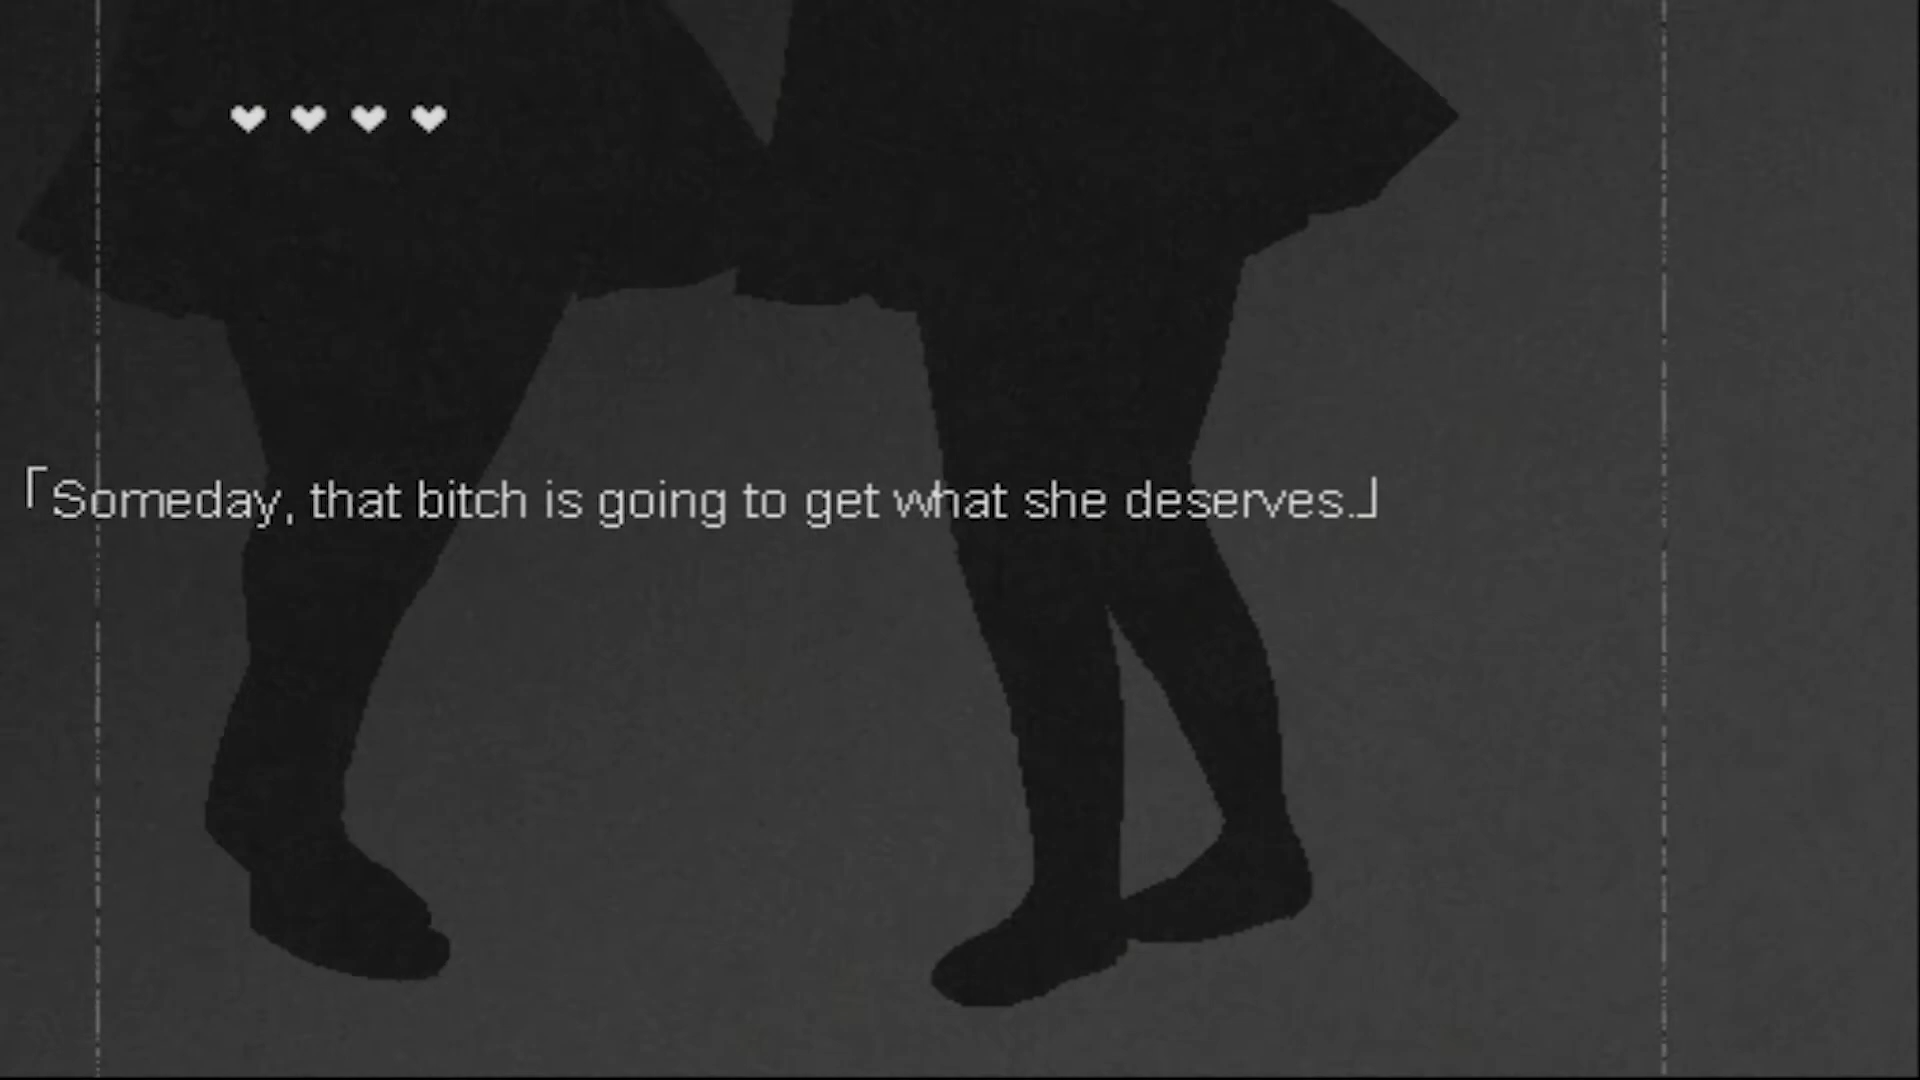 「Someday, that bitch is going to get what she deserves.」